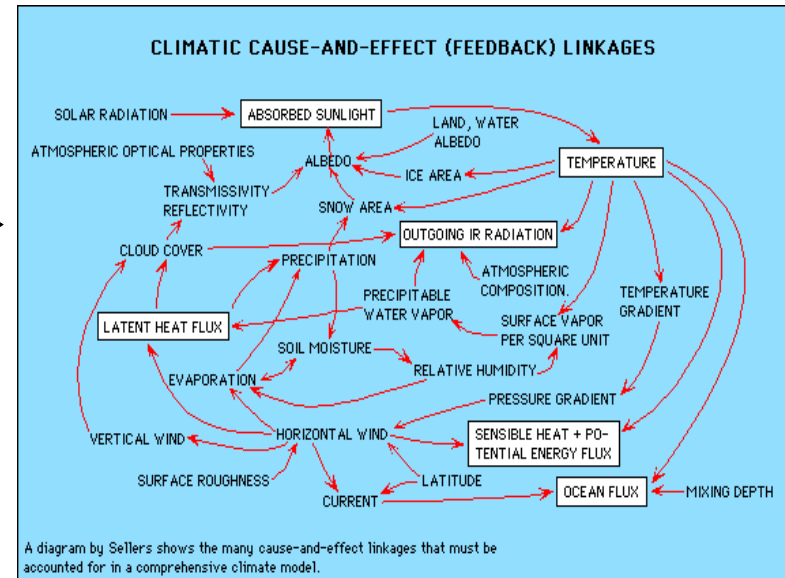 CLIMATIC CAUSE-AND-EFFECT (FEEDBACK) LINKAGES
SOLAR RADIATION
ABSORBED SUNLIGHT
LAND, WATER
ALBEDO
ATMOSPHERIC OPTICAL PROPERTIES
ALBEDO
TEMPERATURE
ICE AREA
TRANSMISSIVITY
REFLECTIVITY
SNOW AREA
OUTGOING IR RADIATION
CLOUD COVER
PRECIPITATION
ATMOSPHERIC
COMPOSITION.
TEMPERATURE
GRADIENT
PRECIPITABLE
WATER VAPOR
LATENT HEAT FLUX
SURFACE VAPOR
PER SQUARE UNIT
SOIL MOISTURE
RELATIVE HUMIDITY
EVAPORATION
PRESSURE GRADIENT
VERTICAL WIND
HORIZONTAL WIND
SENSIBLE HEAT + PO-
TENTIAL ENERGY FLUX
SURFACE ROUGHNESS
LATITUDE
CURRENT
OCEAN FLUX
MIXING DEPTH
A diagram by Sellers shows the many cause-and-effect linkages that must be
accounted for in a comprehensive climate model.